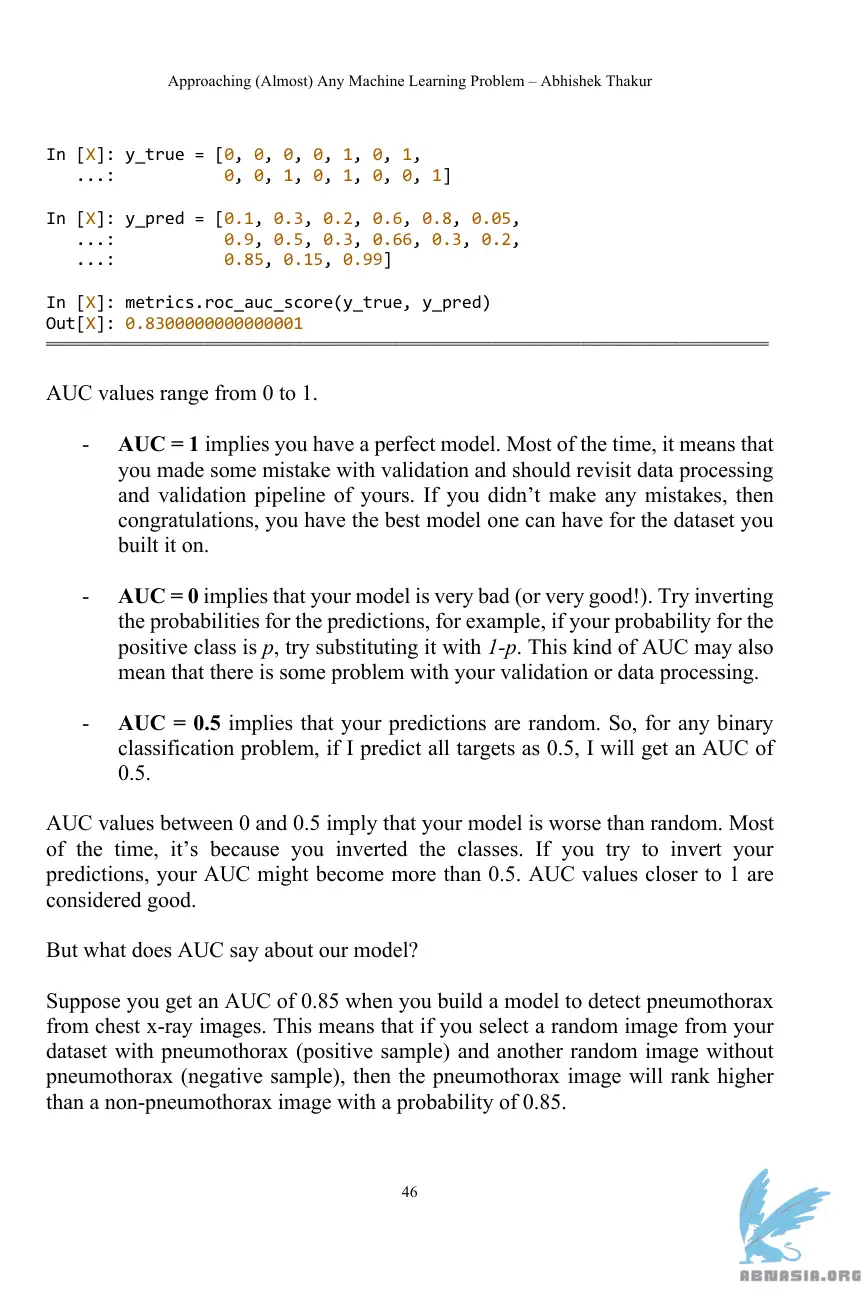 Approaching (Almost) Any Machine Learning Problem – Abhishek Thakur
In [X]: y_true = [0, 0, 0, 0, 1, 0, 1,
...: 0, 0, 1, 0, 1, 0, 0, 1]
In [X]: y_pred = [0.1, 0.3, 0.2, 0.6, 0.8, 0.05,
...: 0.9, 0.5, 0.3, 0.66, 0.3, 0.2,
...: 0.85, 0.15, 0.99]
In [X]: metrics.roc_auc_score(y_true, y_pred)
Out[X]: 0.8300000000000001
AUC values range from 0 to 1.
- AUC = 1 implies you have a perfect model. Most of the time, it means that
you made some mistake with validation and should revisit data processing
and validation pipeline of yours. If you didn’t make any mistakes, then
congratulations, you have the best model one can have for the dataset you
built it on.
- AUC = 0 implies that your model is very bad (or very good!). Try inverting
the probabilities for the predictions, for example, if your probability for the
positive class is p, try substituting it with 1-p. This kind of AUC may also
mean that there is some problem with your validation or data processing.
- AUC = 0.5 implies that your predictions are random. So, for any binary
classification problem, if I predict all targets as 0.5, I will get an AUC of
0.5.
AUC values between 0 and 0.5 imply that your model is worse than random. Most
of the time, it’s because you inverted the classes. If you try to invert your
predictions, your AUC might become more than 0.5. AUC values closer to 1 are
considered good.
But what does AUC say about our model?
Suppose you get an AUC of 0.85 when you build a model to detect pneumothorax
from chest x-ray images. This means that if you select a random image from your
dataset with pneumothorax (positive sample) and another random image without
pneumothorax (negative sample), then the pneumothorax image will rank higher
than a non-pneumothorax image with a probability of 0.85.
46
ABNASIA.ORG